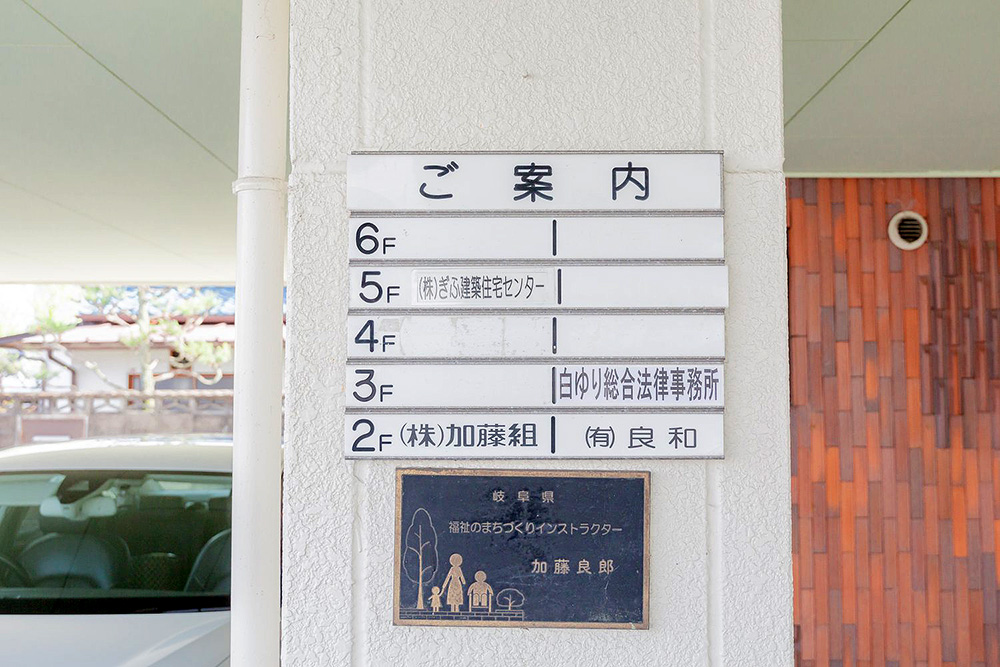 ご案内
6F
5F (株)ぎふ建築住宅センター
4F
3F 白ゆり総合法律事務所
2F (株)加藤組 (有)良和
岐阜県
福祉のまちづくりインストラクター
加藤良郎